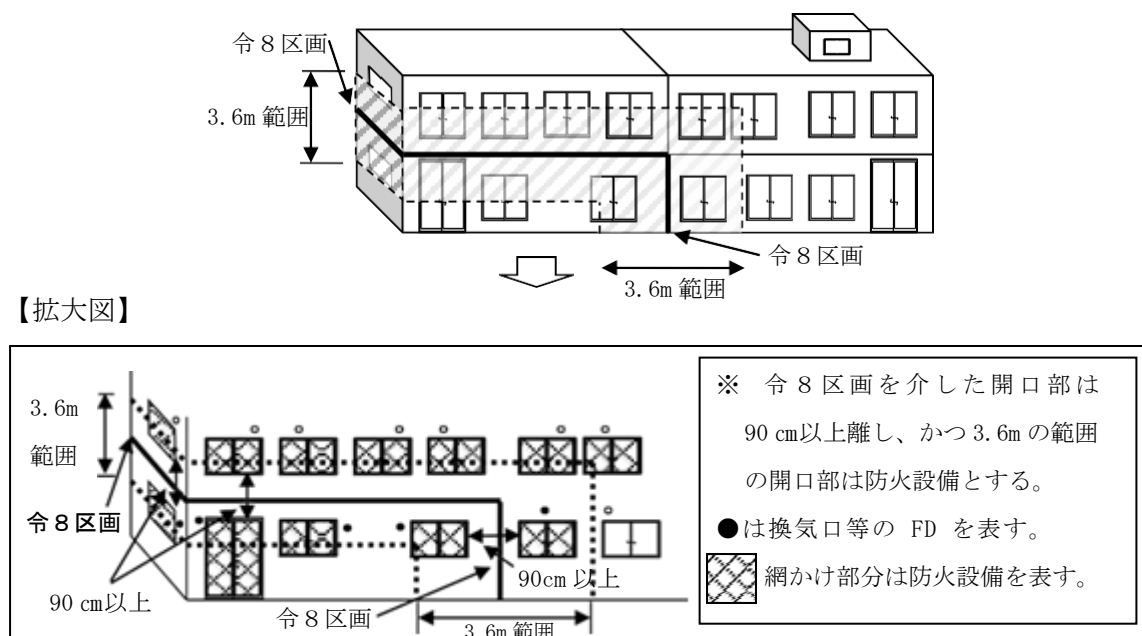 令８区画
3.6m 範囲
令８区画
3.6m 範囲
【拡大図】
3.6m
範囲
令８区画
90 cm以上
令８区画
90cm 以上
3.6m 範囲
※ 令８区画を介した開口部は
90 cm以上離し、かつ 3.6m の範囲
の開口部は防火設備とする。
●は換気口等の FD を表す。
網かけ部分は防火設備を表す。